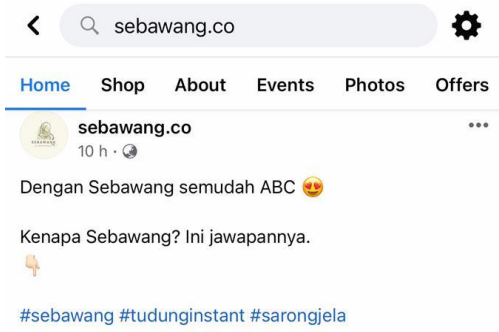 sebawang.co
Home Shop About Events Photos Offers
sebawang.co
10 h ·
Dengan Sebawang semudah ABC 😍
Kenapa Sebawang? Ini jawapannya.
👇🏻
#sebawang #tudunginstant #sarongjela